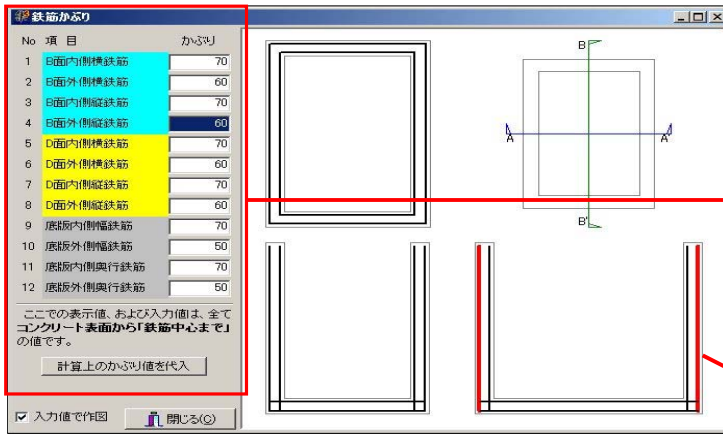 鉄筋かぶり
No 項 目 かぶり
1 B面内側横鉄筋 70
2 B面外側横鉄筋 60
3 B面内側縦鉄筋 70
4 B面外側縦鉄筋 60
5 D面内側横鉄筋 70
6 D面外側横鉄筋 60
7 D面内側縦鉄筋 70
8 D面外側縦鉄筋 60
9 底版内側幅鉄筋 70
10 底版外側幅鉄筋 50
11 底版内側奥行鉄筋 70
12 底版外側奥行鉄筋 50
ここでの表示値、および入力値は、全て
コンクリート表面から「鉄筋中心まで」
の値です。
計算上のかぶり値を代入
入力値で作図 閉じる(C)
B
A A'
B'